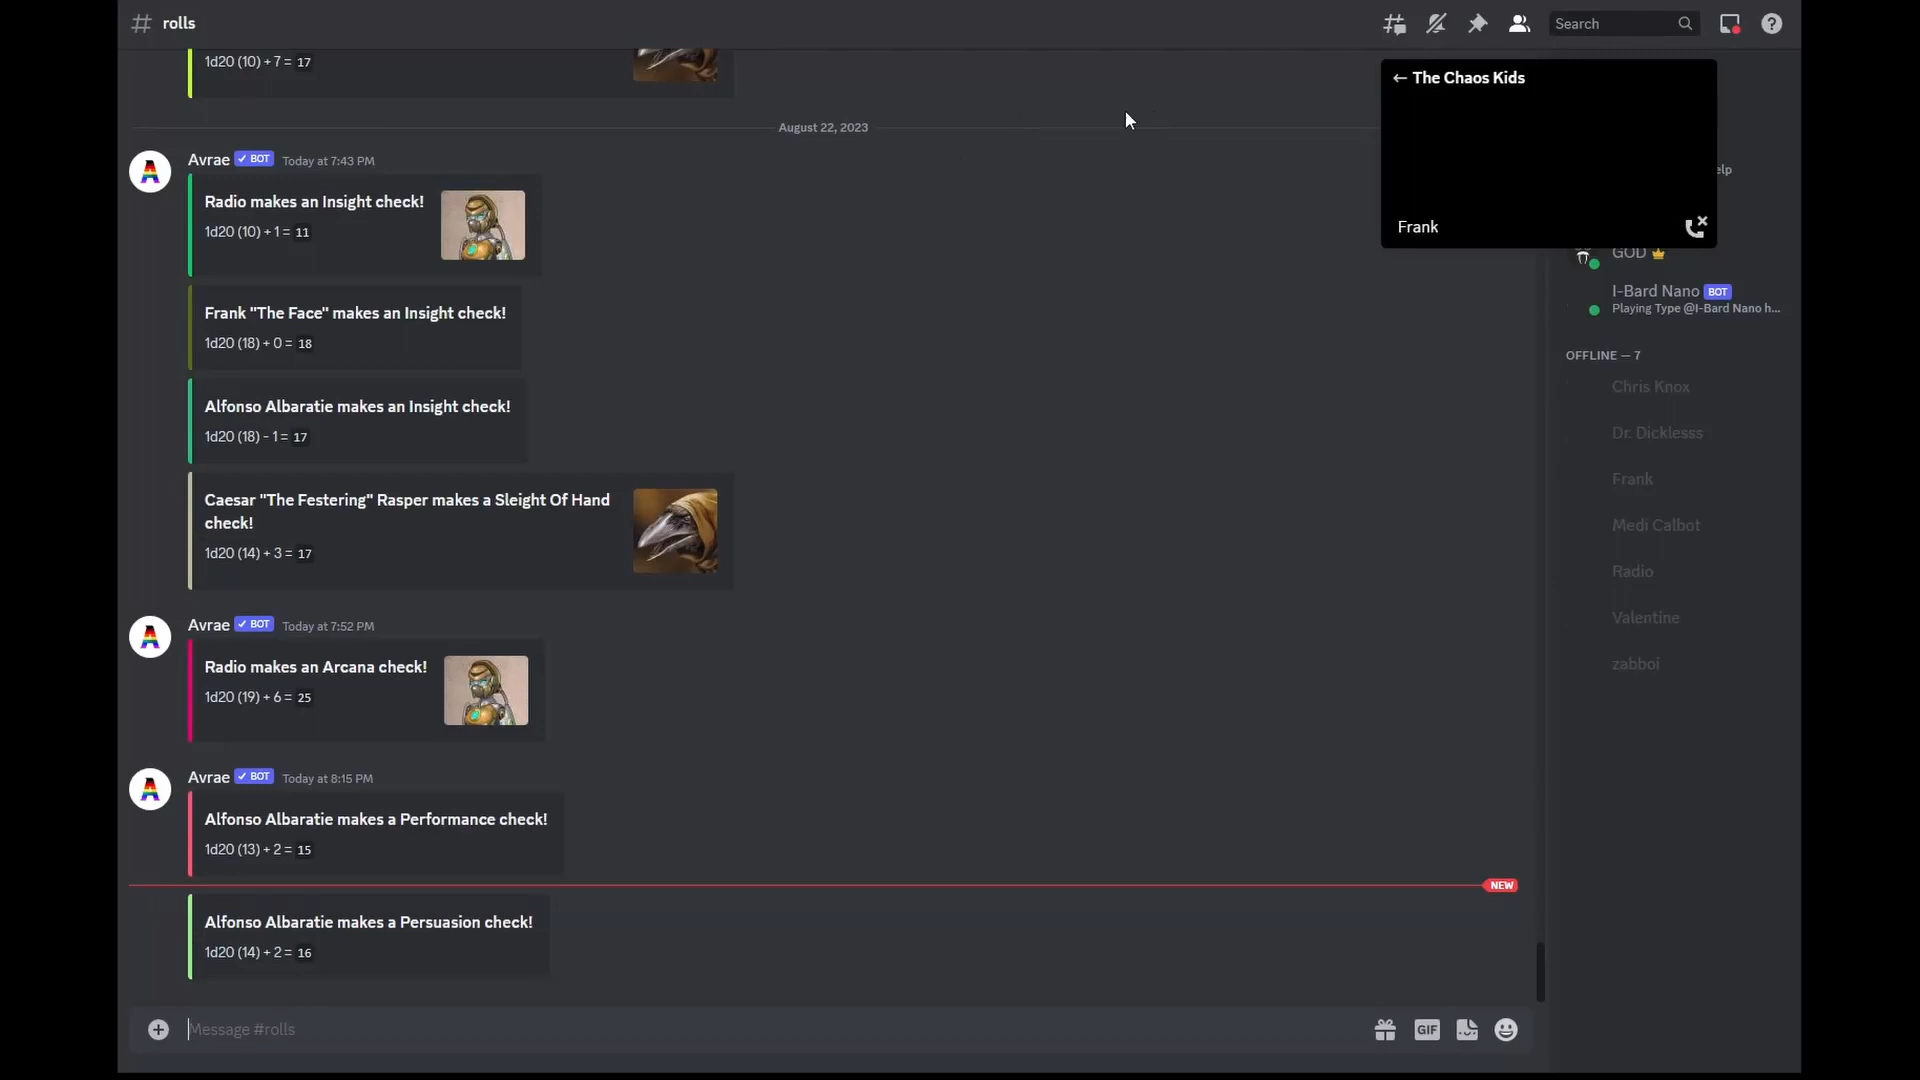 # rolls
Search
1d20 (10) + 7 = 17
← The Chaos Kids
August 22, 2023
Avrae ✓ BOT Today at 7:43 PM
Radio makes an Insight check!
1d20 (10) + 1 = 11
elp
Frank
GOD
Frank "The Face" makes an Insight check!
1d20 (18) + 0 = 18
I-Bard Nano BOT
Playing Type @I-Bard Nano h...
OFFLINE — 7
Chris Knox
Dr. Dicklesss
Frank
Medi Calbot
Radio
Valentine
zabboi
Alfonso Albaratie makes an Insight check!
1d20 (18) - 1 = 17
Caesar "The Festering" Rasper makes a Sleight Of Hand
check!
1d20 (14) + 3 = 17
Avrae ✓ BOT Today at 7:52 PM
Radio makes an Arcana check!
1d20 (19) + 6 = 25
Avrae ✓ BOT Today at 8:15 PM
Alfonso Albaratie makes a Performance check!
1d20 (13) + 2 = 15
NEW
Alfonso Albaratie makes a Persuasion check!
1d20 (14) + 2 = 16
Message #rolls
GIF